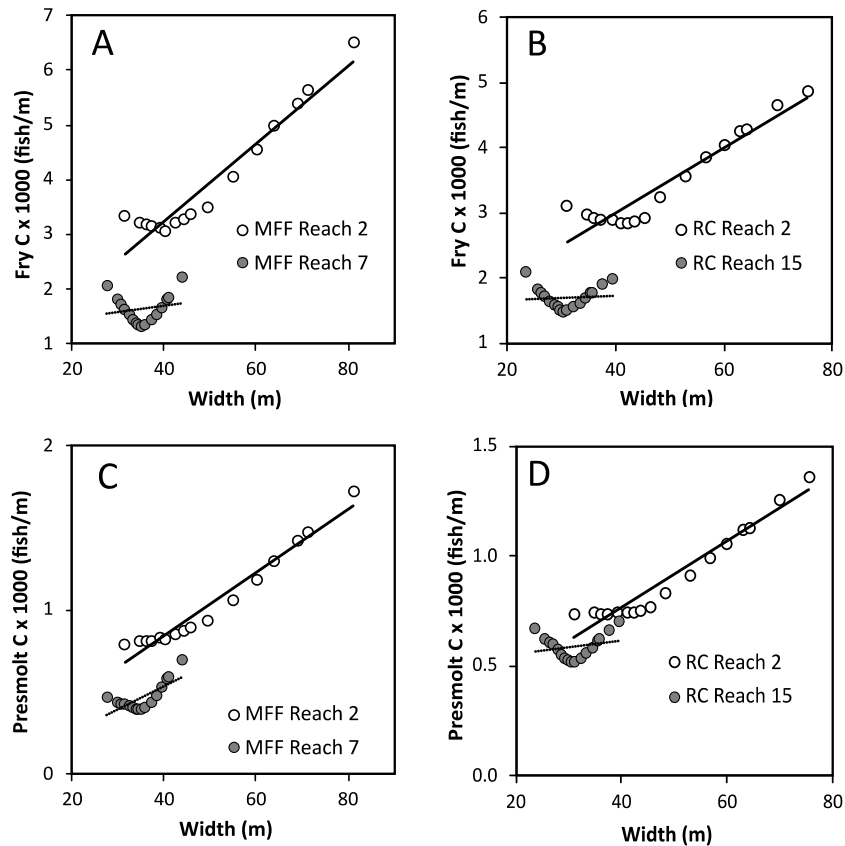 A
Fry C x 1000 (fish/m)
7
6
5
4
3
2
1
MFF Reach 2
MFF Reach 7
20
40
60
80
Width (m)
B
Fry C x 1000 (fish/m)
6
5
4
3
2
1
RC Reach 2
RC Reach 15
20
40
60
80
Width (m)
C
Presmolt C x 1000 (fish/m)
2
1
0
MFF Reach 2
MFF Reach 7
20
40
60
80
Width (m)
D
Presmolt C x 1000 (fish/m)
1.5
1.0
0.5
0.0
RC Reach 2
RC Reach 15
20
40
60
80
Width (m)